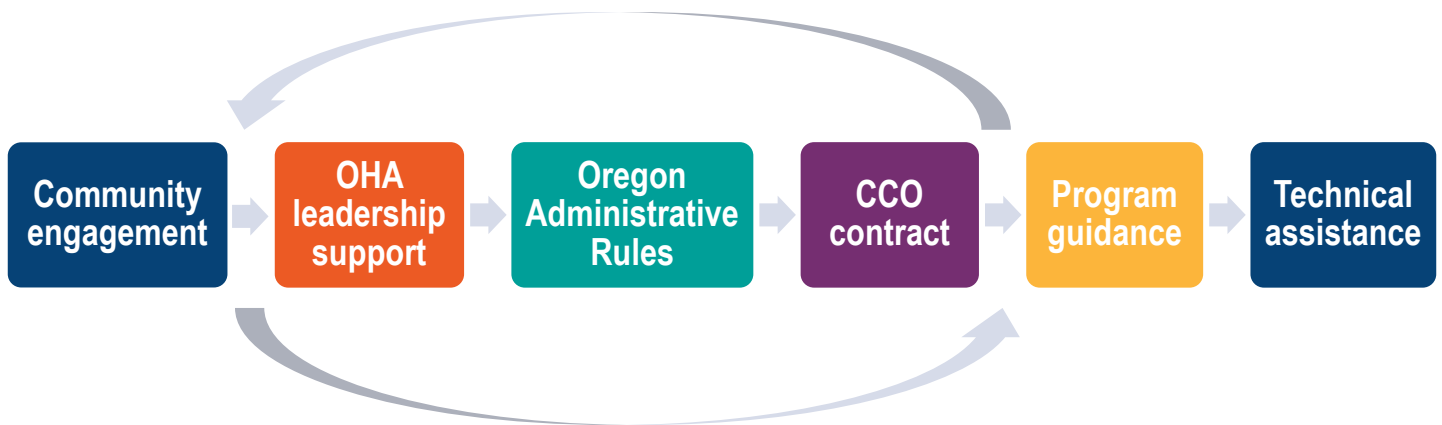 Community
engagement
OHA
leadership
support
Oregon
Administrative
Rules
CCO
contract
Program
guidance
Technical
assistance